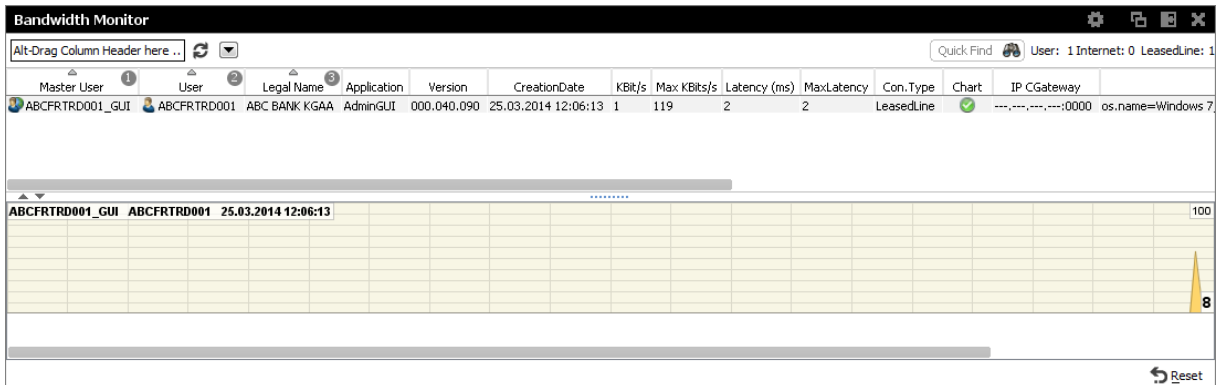 Bandwidth Monitor
Alt-Drag Column Header here .. Quick Find User: 1 Internet: 0 LeasedLine: 1
Master User 1 User 2 Legal Name 3 Application Version CreationDate KBit/s Max KBits/s Latency (ms) MaxLatency Con.Type Chart IP CGateway
ABCFRTRD001_GUI ABCFRTRD001 ABC BANK KGAA AdminGUI 000.040.090 25.03.2014 12:06:13 1 119 2 2 LeasedLine ---.---.---.---:0000 os.name=Windows 7
ABCFRTRD001_GUI ABCFRTRD001 25.03.2014 12:06:13 100
8
Reset